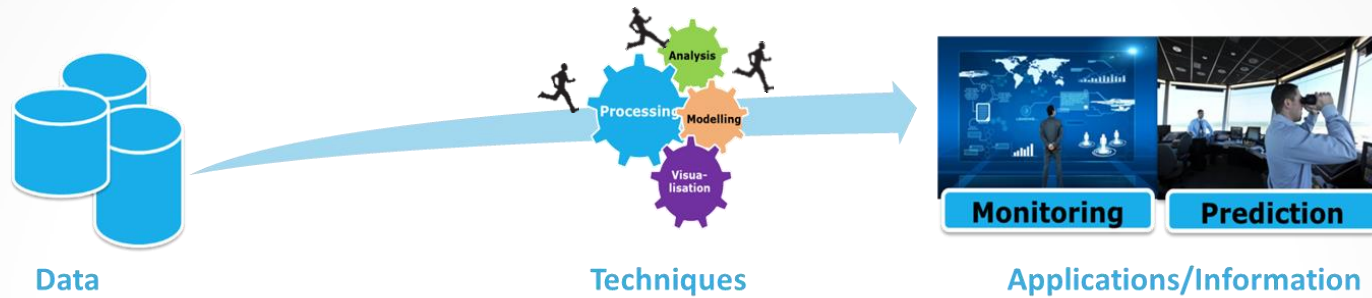 Analysis
Processing
Modelling
Visua-
lisation
Monitoring
Prediction
Data
Techniques
Applications/Information